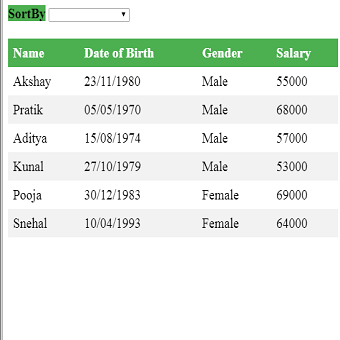 SortBy
Name Date of Birth Gender Salary
Akshay 23/11/1980 Male 55000
Pratik 05/05/1970 Male 68000
Aditya 15/08/1974 Male 57000
Kunal 27/10/1979 Male 53000
Pooja 30/12/1983 Female 69000
Snehal 10/04/1993 Female 64000